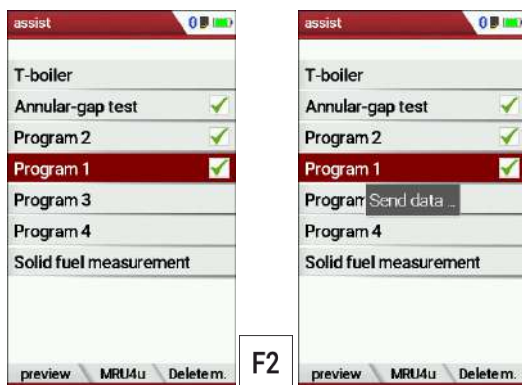 assist
T-boiler
Annular-gap test
Program 2
Program 1
Program 3
Program 4
Solid fuel measurement
preview MRU4u Delete m.
F2
assist
T-boiler
Annular-gap test
Program 2
Program 1
Program Send data ...
Program 4
Solid fuel measurement
preview MRU4u Delete m.